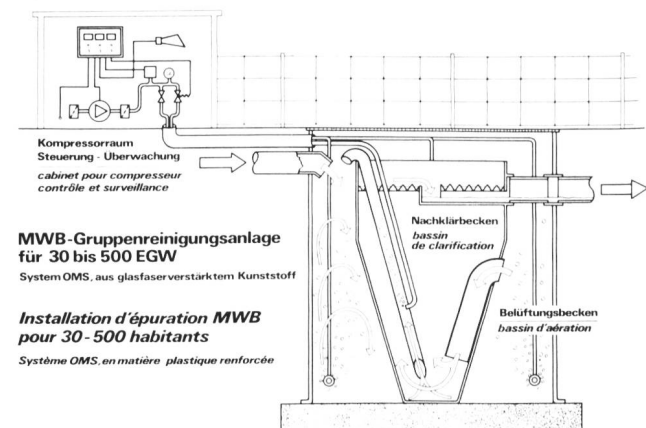 Kompressorraum
Steuerung - Überwachung
cabinet pour compresseur
contrôle et surveillance
MWB-Gruppenreinigungsanlage
für 30 bis 500 EGW
System OMS, aus glasfaserverstärktem Kunststoff
Installation d'épuration MWB
pour 30-500 habitants
Système OMS, en matière plastique renforcée
Nachklärbecken
bassin
de clarification
Belüftungsbecken
bassin d'aération